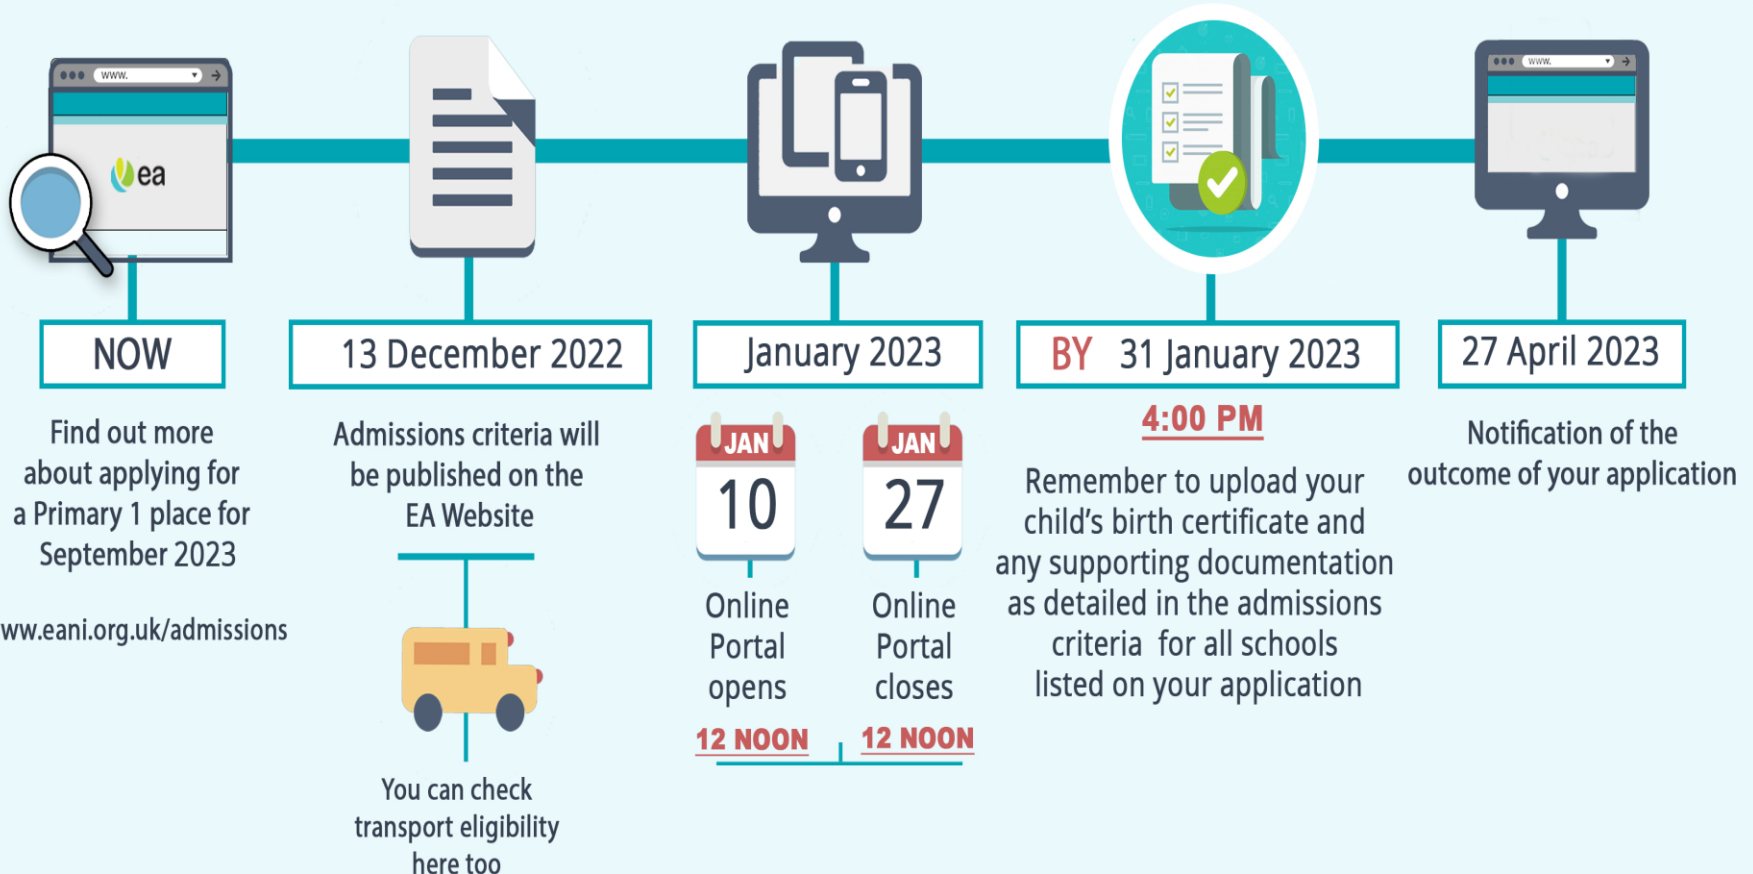 www.
ea
NOW
Find out more
about applying for
a Primary 1 place for
September 2023
ww.eani.org.uk/admissions
13 December 2022
Admissions criteria will
be published on the
EA Website
You can check
transport eligibility
here too
January 2023
JAN
10
Online
Portal
opens
12 NOON
JAN
27
Online
Portal
closes
12 NOON
BY 31 January 2023
4:00 PM
Remember to upload your
child’s birth certificate and
any supporting documentation
as detailed in the admissions
criteria for all schools
listed on your application
www.
27 April 2023
Notification of the
outcome of your application